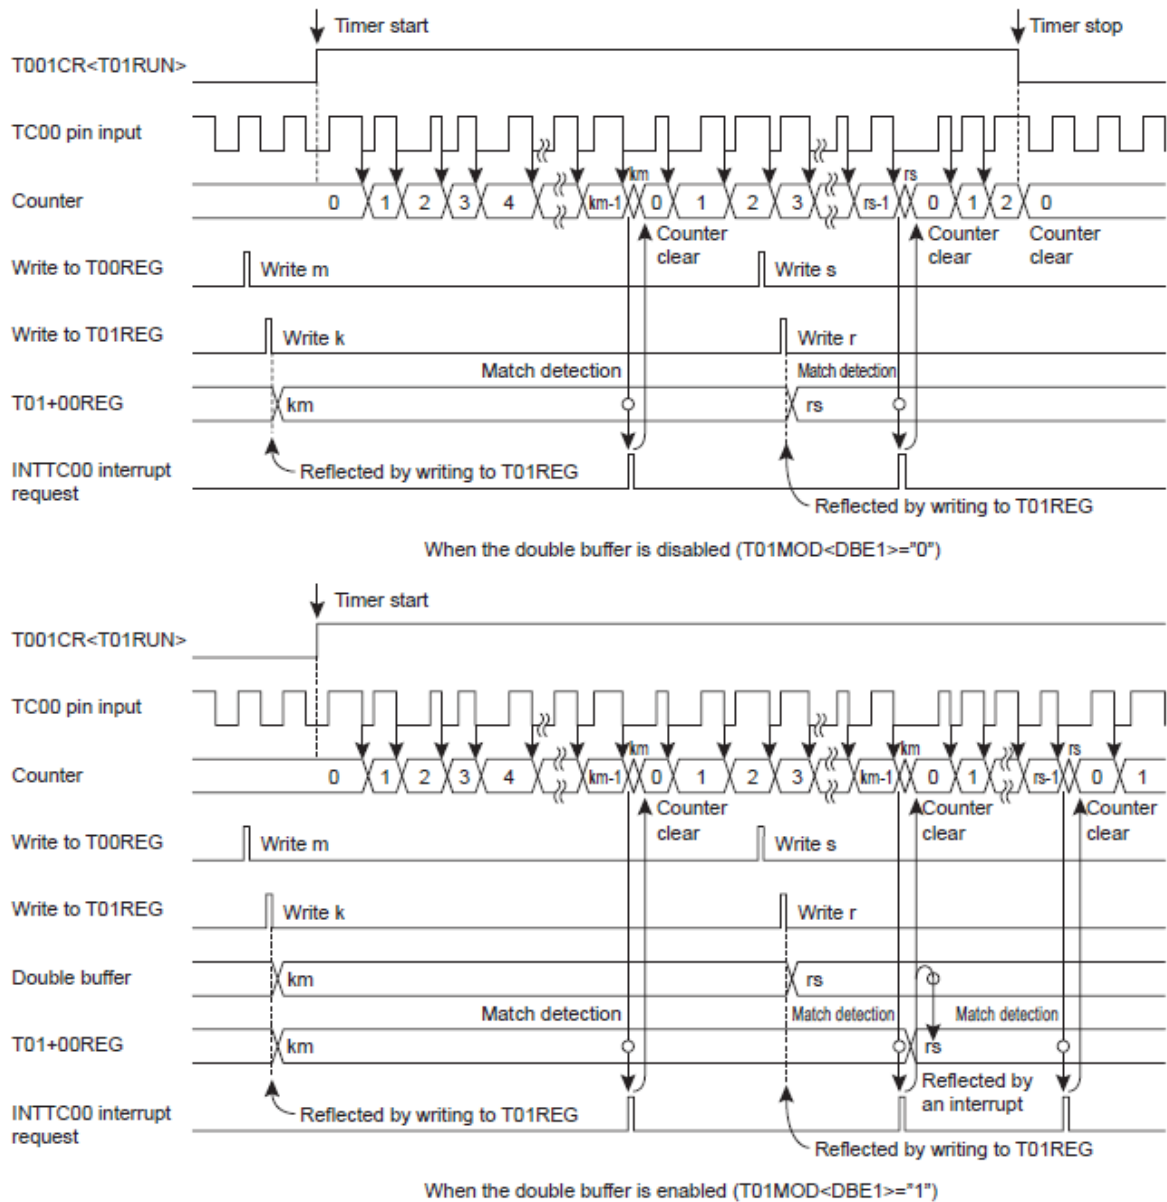 Timer start
Timer stop
T001CR<T01RUN>
TC00 pin input
km
rs
Counter
0 1 2 3 4 km-1 0 1 2 3 rs-1 0 1 2 0
Counter clear
Counter clear
Counter clear
Write to T00REG
Write m
Write s
Write to T01REG
Write k
Write r
Match detection
Match detection
T01+00REG
km
rs
INTTC00 interrupt request
Reflected by writing to T01REG
Reflected by writing to T01REG
When the double buffer is disabled (T01MOD<DBE1>="0")
Timer start
T001CR<T01RUN>
TC00 pin input
km
km
rs
Counter
0 1 2 3 4 km-1 0 1 2 3 km-1 0 1 rs-1 0 1
Counter clear
Counter clear
Counter clear
Write to T00REG
Write m
Write s
Write to T01REG
Write k
Write r
Double buffer
km
rs
Match detection
Match detection
Match detection
T01+00REG
km
rs
Reflected by an interrupt
INTTC00 interrupt request
Reflected by writing to T01REG
Reflected by writing to T01REG
When the double buffer is enabled (T01MOD<DBE1>="1")